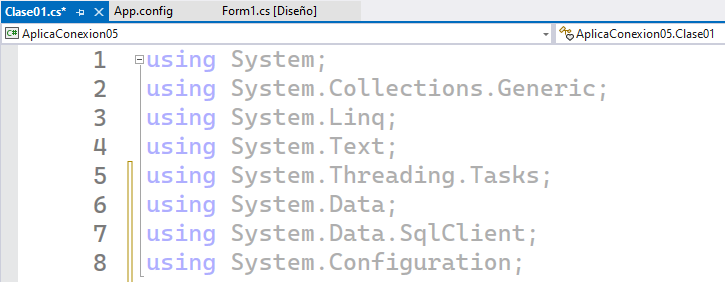 Clase01.cs* App.config Form1.cs [Diseño]
C# AplicaConexion05 AplicaConexion05.Clase01
1 using System;
2 using System.Collections.Generic;
3 using System.Linq;
4 using System.Text;
5 using System.Threading.Tasks;
6 using System.Data;
7 using System.Data.SqlClient;
8 using System.Configuration;